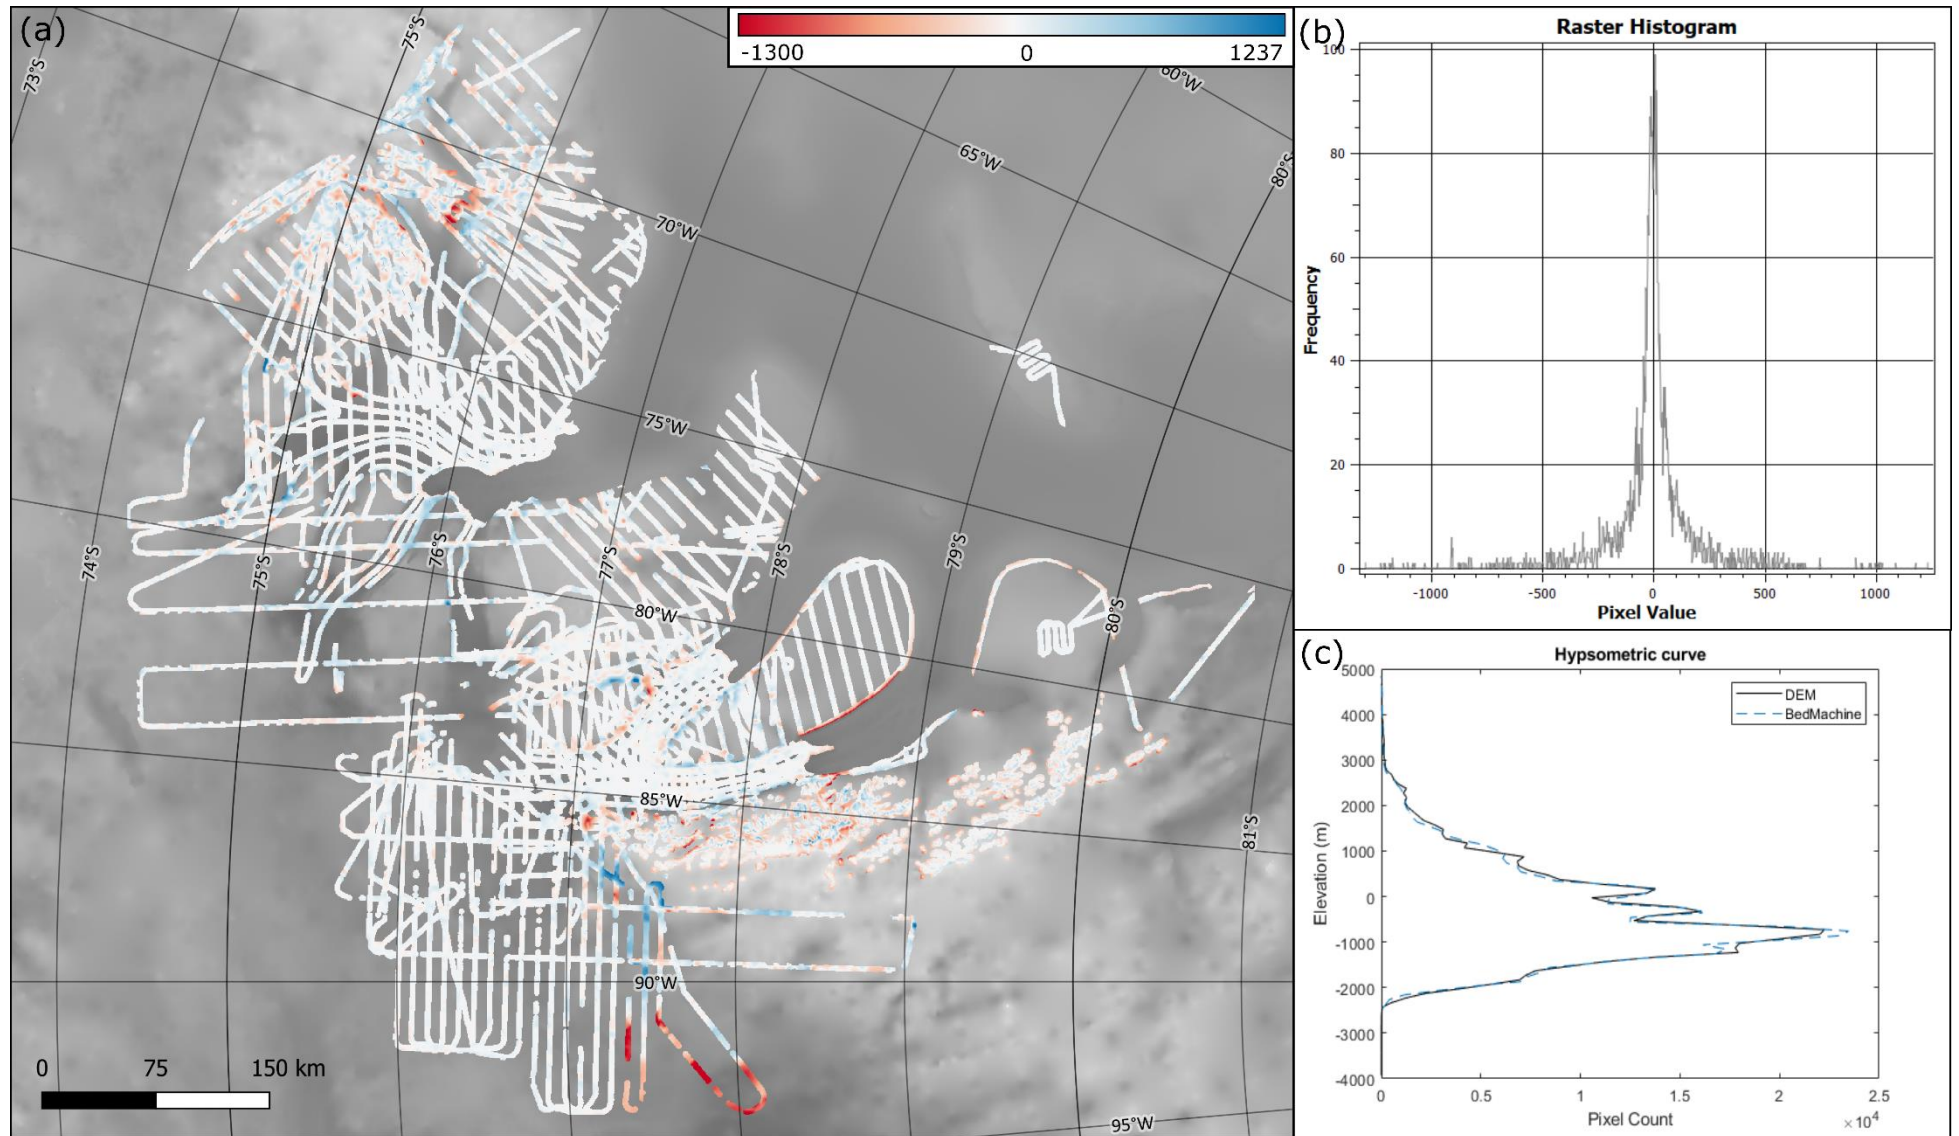 (a)
-1300 0 1237
73°S
75°S
60°W
80°S
65°W
70°W
75°W
74°S
75°S
76°S
77°S
78°S
79°S
80°S
80°W
85°W
81°S
90°W
95°W
0 75 150 km
(b)
Raster Histogram
100
80
60
40
20
0
Frequency
-1000 -500 0 500 1000
Pixel Value
(c)
Hypsometric curve
5000
4000
3000
2000
1000
0
-1000
-2000
-3000
-4000
Elevation (m)
DEM
BedMachine
0 0.5 1 1.5 2 2.5
Pixel Count
×10⁴